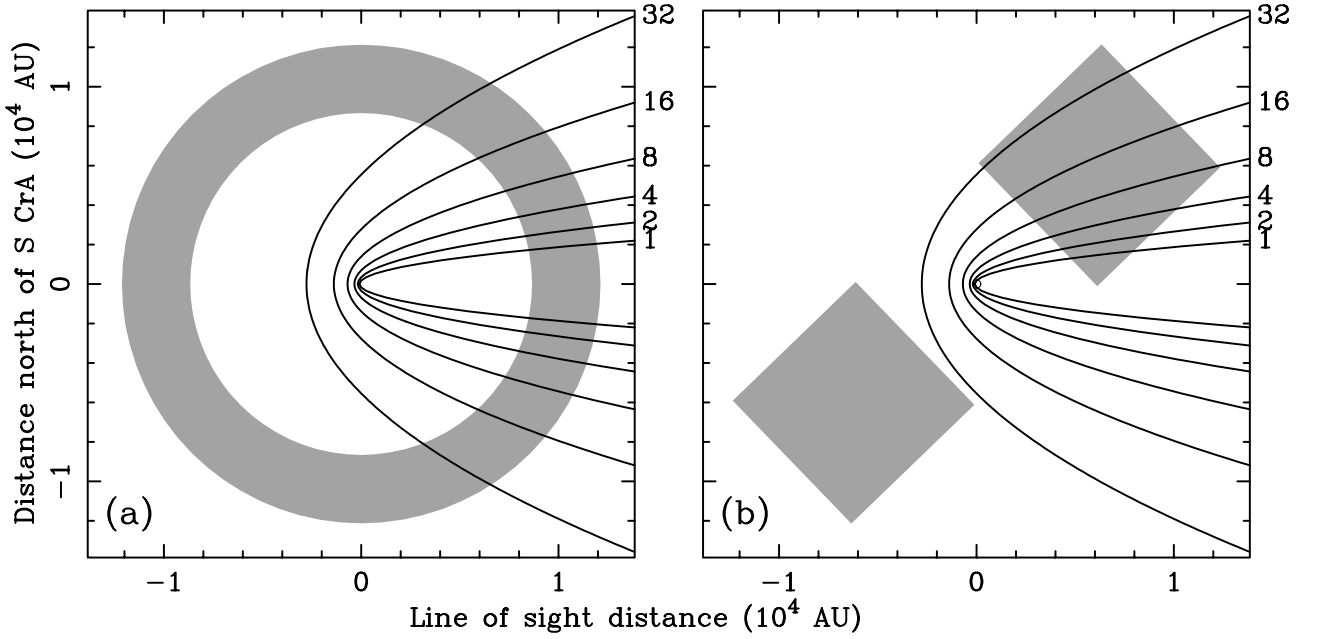 Distance north of S CrA (10⁴ AU)
1
0
−1
(a)
32
16
8
4
2
1
−1 0 1
(b)
32
16
8
4
2
1
−1 0 1
Line of sight distance (10⁴ AU)